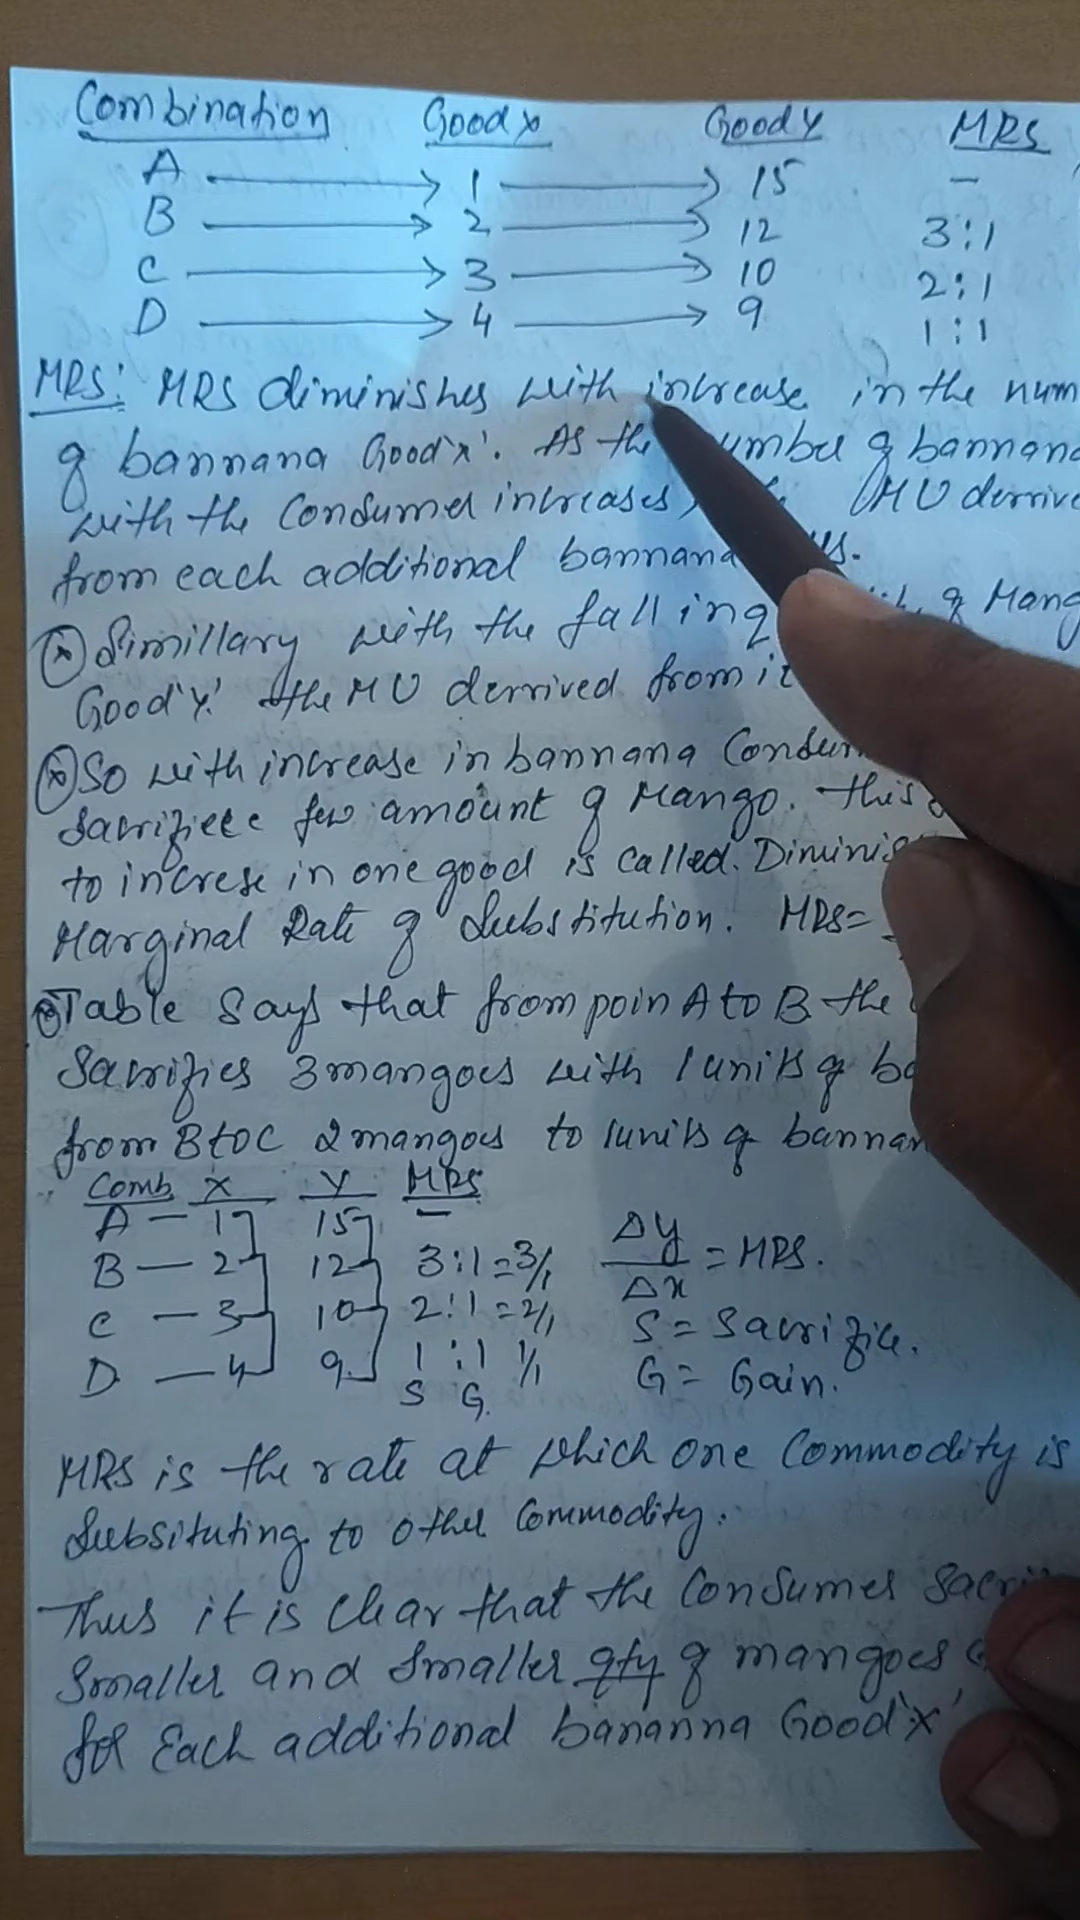 Combination Good x Good Y MRS
A → 1 → 15 –
B → 2 → 12 3:1
C → 3 → 10 2:1
D → 4 → 9 1:1
MRS: MRS diminishes with increase in the num
of bannana Good 'x'. As the umber of bannana
with the Consumer increases, MU derrive
from each additional bannana
* Simillary with the fall in q of Mang
Good 'Y' the MU derrived from it
* So with increase in bannana Consum
Sacrifiece few amount of Mango. this
to increse in one good is called Diminis
Marginal Rate of Substitution. MRS=
Table Says that from poin A to B the
Sacrifies 3 mangoes with 1 units of ba
from B to C 2 mangoes to 1 units of bannan
Comb x Y MRS
A – 1 15 –
B – 2 12 3:1 = 3/1 Δy/Δx = MRS.
C – 3 10 2:1 = 2/1 S = Sacrifice.
D – 4 9 1:1 1/1 G = Gain.
S G.
MRS is the rate at which one Commodity is
Subsituting to other Commodity.
Thus it is clear that the Consumer Sacri
Smaller and Smaller qty of mangoes
for Each additional bananna Good 'x'